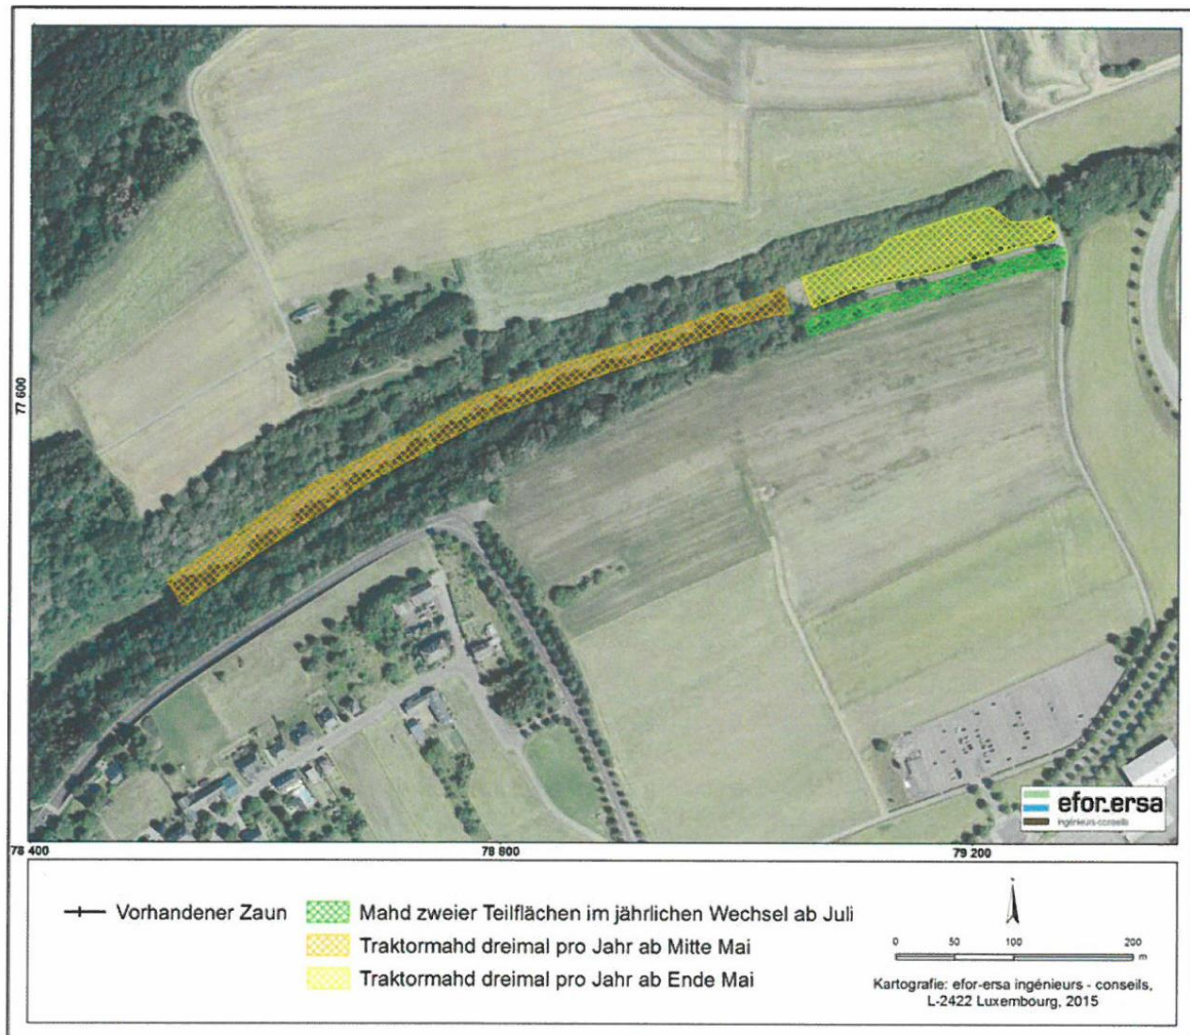 77 600
efor-ersa
ingénieurs-conseils
78 400
78 800
79 200
Vorhandener Zaun
Mahd zweier Teilflächen im jährlichen Wechsel ab Juli
Traktormahd dreimal pro Jahr ab Mitte Mai
Traktormahd dreimal pro Jahr ab Ende Mai
0 50 100 200
m
Kartografie: efor-ersa ingénieurs - conseils,
L-2422 Luxembourg, 2015